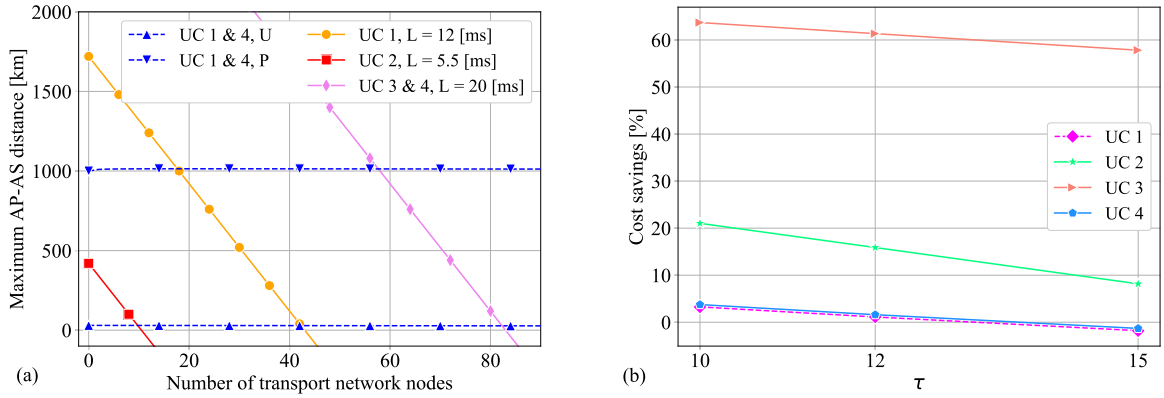 2000
1500
1000
500
0
Maximum AP-AS distance [km]
UC 1 & 4, U
UC 1 & 4, P
UC 1, L = 12 [ms]
UC 2, L = 5.5 [ms]
UC 3 & 4, L = 20 [ms]
0 20 40 60 80
Number of transport network nodes
(a)
60
50
40
30
20
10
0
Cost savings [%]
UC 1
UC 2
UC 3
UC 4
10 12 15
τ
(b)